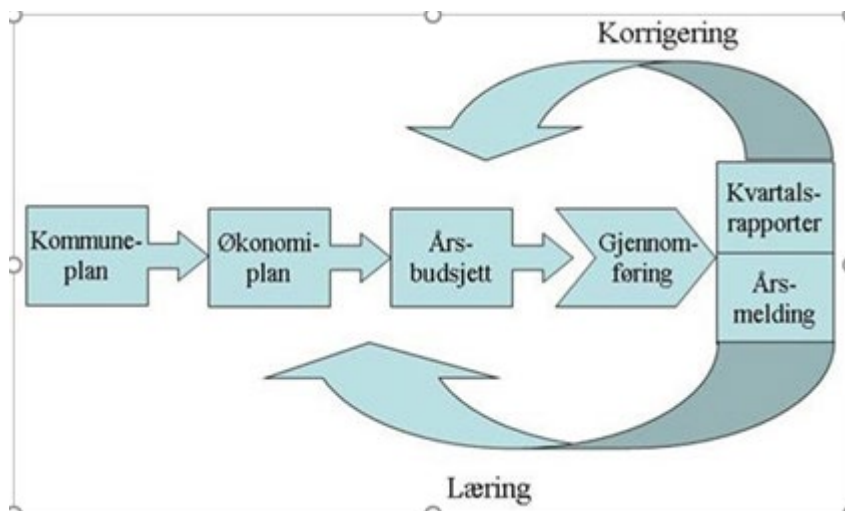 Korrigering
Kommune-
plan
Økonomi-
plan
Års-
budsjett
Gjennom-
føring
Kvartals-
rapporter
Års-
melding
Læring